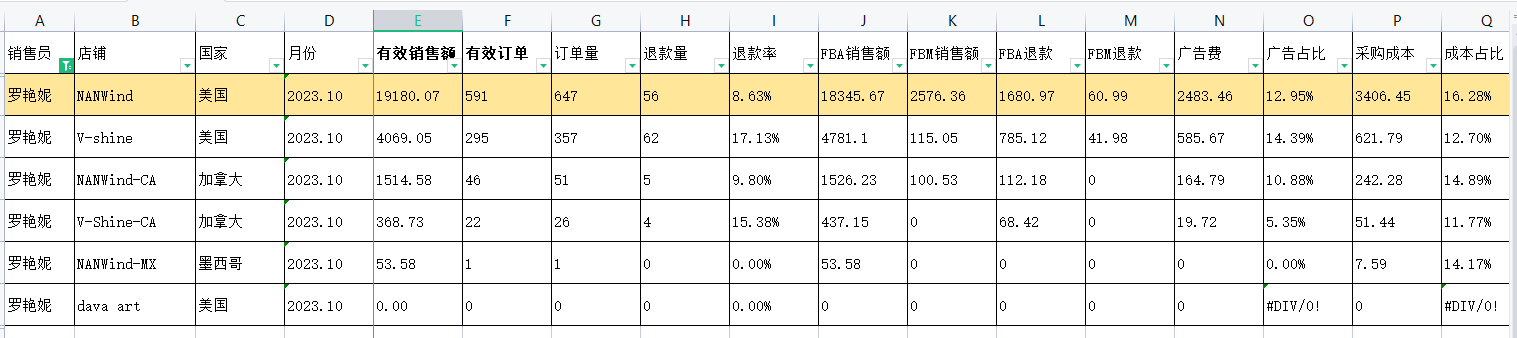 A B C D E F G H I J K L M N O P Q
销售员 店铺 国家 月份 有效销售额 有效订单 订单量 退款量 退款率 FBA销售额 FBM销售额 FBA退款 FBM退款 广告费 广告占比 采购成本 成本占比
罗艳妮 NANWind 美国 2023.10 19180.07 591 647 56 8.63% 18345.67 2576.36 1680.97 60.99 2483.46 12.95% 3406.45 16.28%
罗艳妮 V-shine 美国 2023.10 4069.05 295 357 62 17.13% 4781.1 115.05 785.12 41.98 585.67 14.39% 621.79 12.70%
罗艳妮 NANWind-CA 加拿大 2023.10 1514.58 46 51 5 9.80% 1526.23 100.53 112.18 0 164.79 10.88% 242.28 14.89%
罗艳妮 V-Shine-CA 加拿大 2023.10 368.73 22 26 4 15.38% 437.15 0 68.42 0 19.72 5.35% 51.44 11.77%
罗艳妮 NANWind-MX 墨西哥 2023.10 53.58 1 1 0 0.00% 53.58 0 0 0 0 0.00% 7.59 14.17%
罗艳妮 dava art 美国 2023.10 0.00 0 0 0 0.00% 0 0 0 0 0 #DIV/0! 0 #DIV/0!